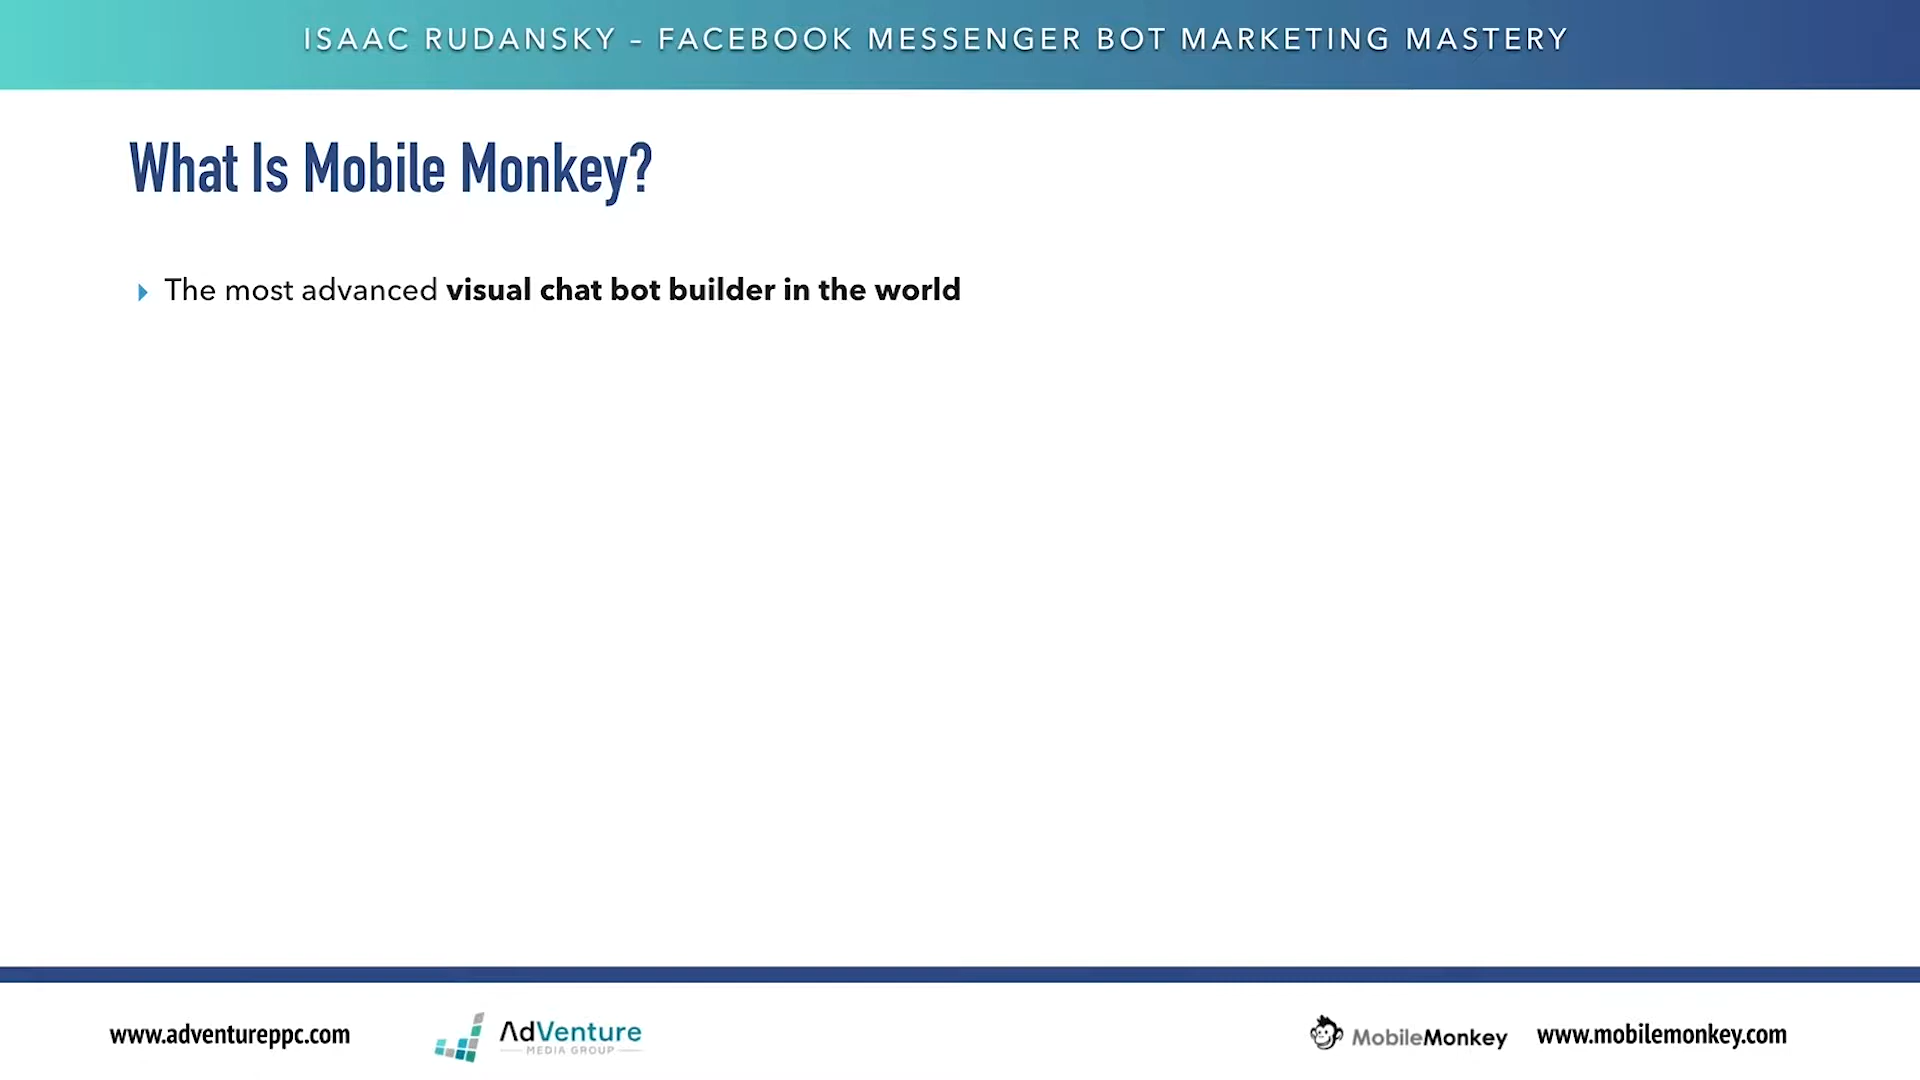 ISAAC RUDANSKY – FACEBOOK MESSENGER BOT MARKETING MASTERY
What Is Mobile Monkey?
The most advanced visual chat bot builder in the world
www.adventureppc.com
AdVenture
MEDIA GROUP
MobileMonkey
www.mobilemonkey.com